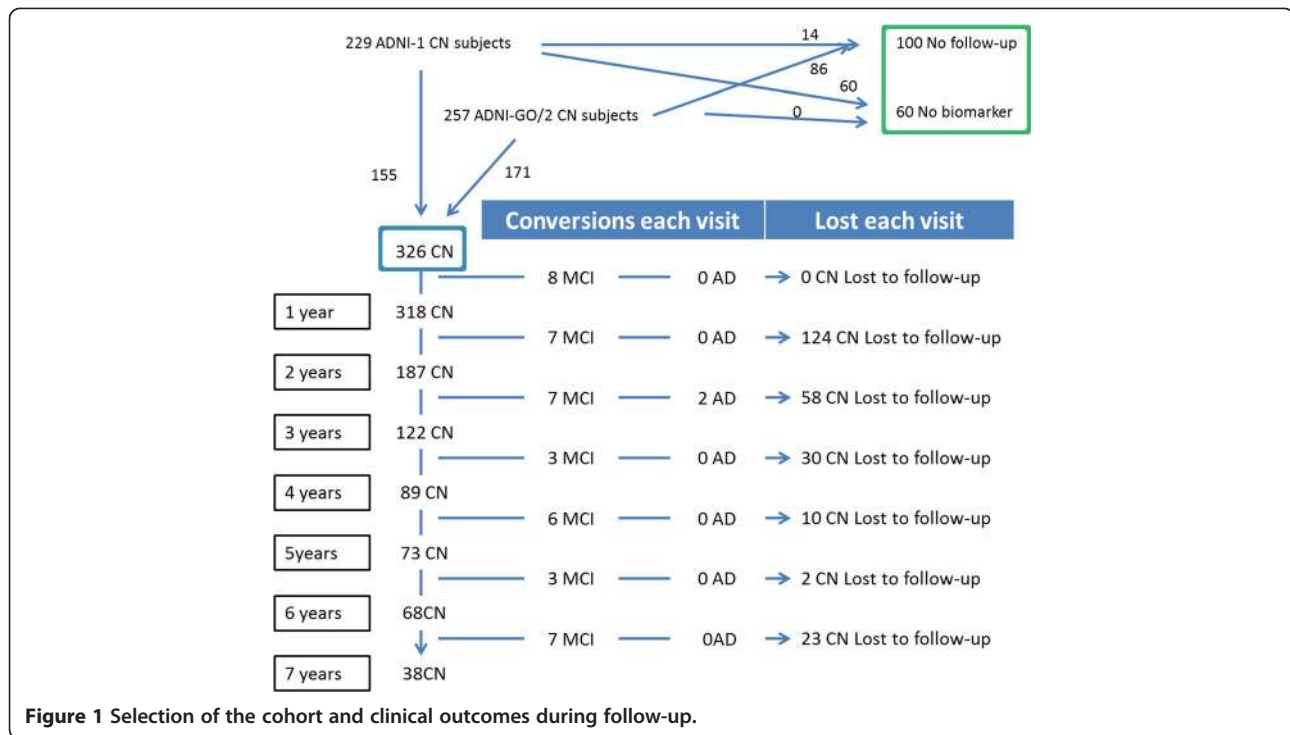 229 ADNI-1 CN subjects 14 100 No follow-up
86
60
257 ADNI-GO/2 CN subjects 0 60 No biomarker
155 171
Conversions each visit Lost each visit
326 CN
8 MCI 0 AD 0 CN Lost to follow-up
1 year 318 CN
7 MCI 0 AD 124 CN Lost to follow-up
2 years 187 CN
7 MCI 2 AD 58 CN Lost to follow-up
3 years 122 CN
3 MCI 0 AD 30 CN Lost to follow-up
4 years 89 CN
6 MCI 0 AD 10 CN Lost to follow-up
5years 73 CN
3 MCI 0 AD 2 CN Lost to follow-up
6 years 68CN
7 MCI 0AD 23 CN Lost to follow-up
7 years 38CN
Figure 1 Selection of the cohort and clinical outcomes during follow-up.